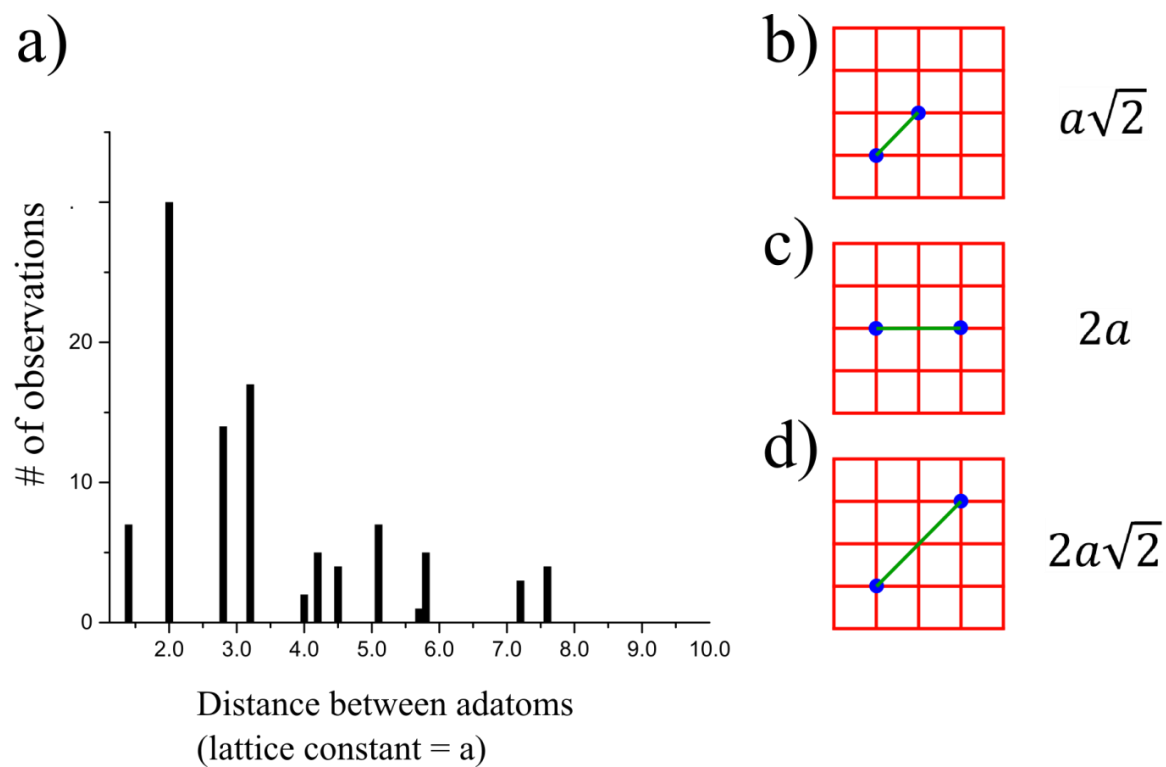 a)
# of observations
20
10
0
2.0 3.0 4.0 5.0 6.0 7.0 8.0 9.0 10.0
Distance between adatoms
(lattice constant = a)
b)
a√2
c)
2a
d)
2a√2